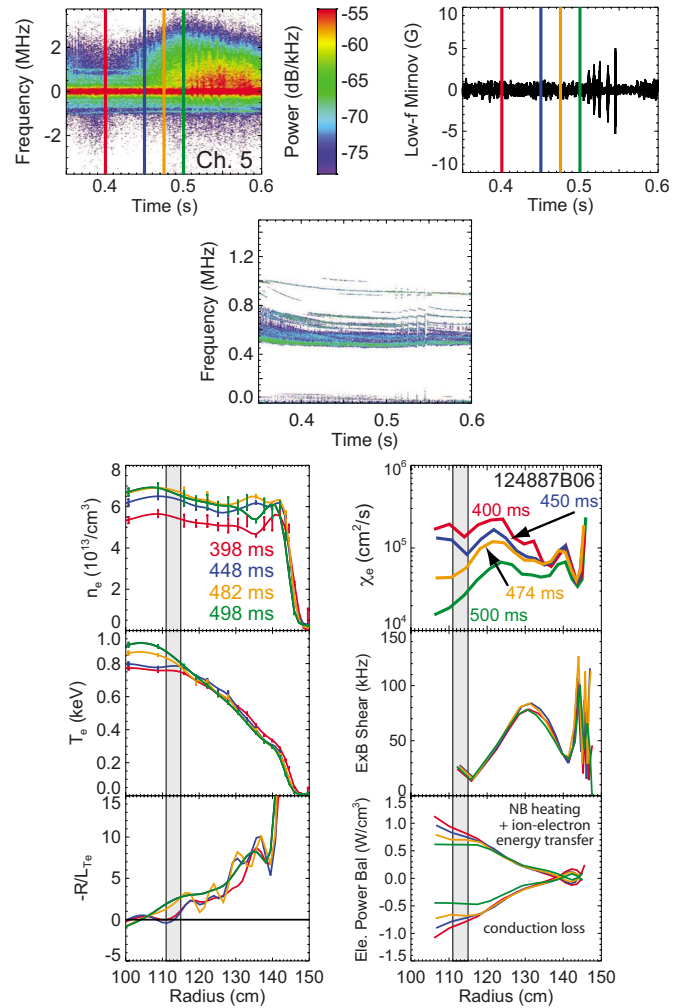 Frequency (MHz)
2
0
-2
Ch. 5
0.4 0.5 0.6
Time (s)
Power (dB/kHz)
-55
-60
-65
-70
-75
Low-f Mirnov (G)
10
5
0
-5
-10
0.4 0.5 0.6
Time (s)
Frequency (MHz)
1.2
0.8
0.4
0.0
0.4 0.5 0.6
Time (s)
n_e (10^13/cm^3)
8
6
4
2
0
398 ms
448 ms
482 ms
498 ms
T_e (keV)
1.0
0.8
0.6
0.4
0.2
0.0
-R/L_Te
15
10
5
0
-5
100 110 120 130 140 150
Radius (cm)
χ_e (cm^2/s)
10^6
10^5
10^4
124887B06
400 ms
450 ms
474 ms
500 ms
ExB Shear (kHz)
150
100
50
0
Ele. Power Bal (W/cm^3)
1.5
1.0
0.5
0.0
-0.5
-1.0
-1.5
NB heating
+ ion-electron
energy transfer
conduction loss
100 110 120 130 140 150
Radius (cm)